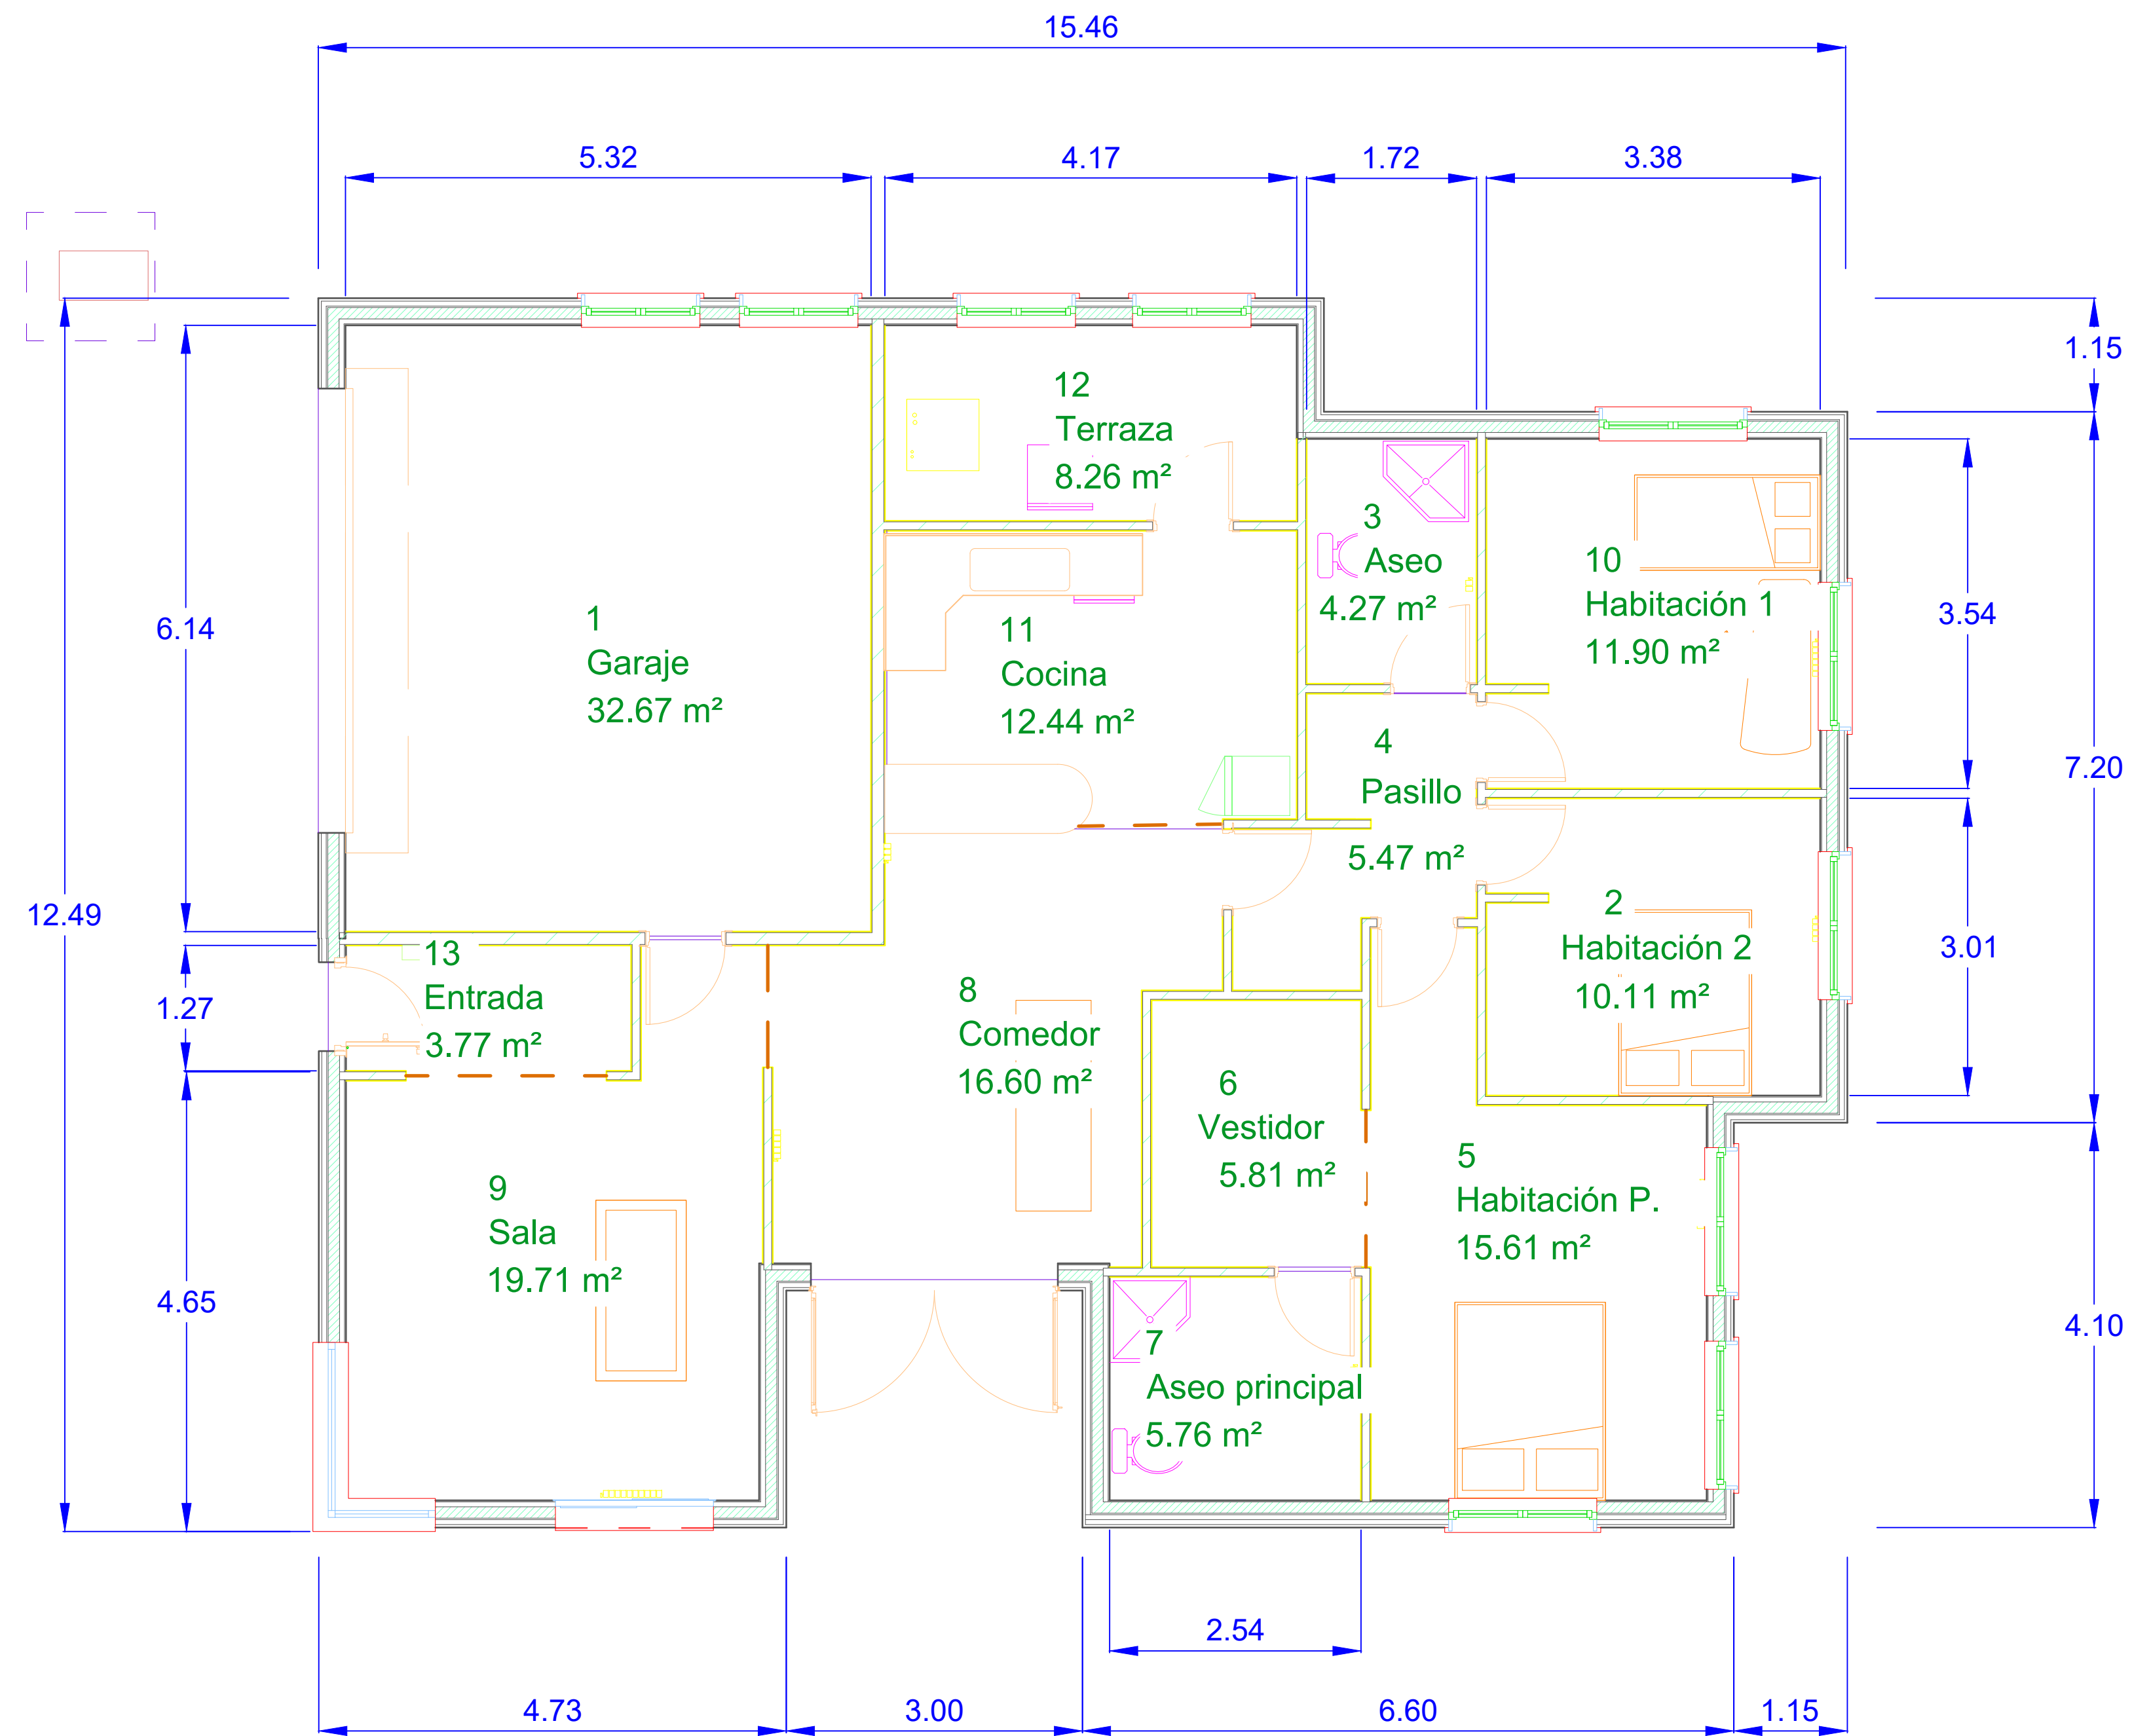 15.46
5.32
4.17
1.72
3.38
1.15
12
Terraza
8.26 m²
3
Aseo
4.27 m²
10
Habitación 1
11.90 m²
1
Garaje
32.67 m²
11
Cocina
12.44 m²
6.14
3.54
4
Pasillo
5.47 m²
7.20
12.49
2
Habitación 2
10.11 m²
3.01
13
Entrada
3.77 m²
1.27
8
Comedor
16.60 m²
6
Vestidor
5.81 m²
5
Habitación P.
15.61 m²
9
Sala
19.71 m²
4.65
4.10
7
Aseo principal
5.76 m²
2.54
4.73
3.00
6.60
1.15